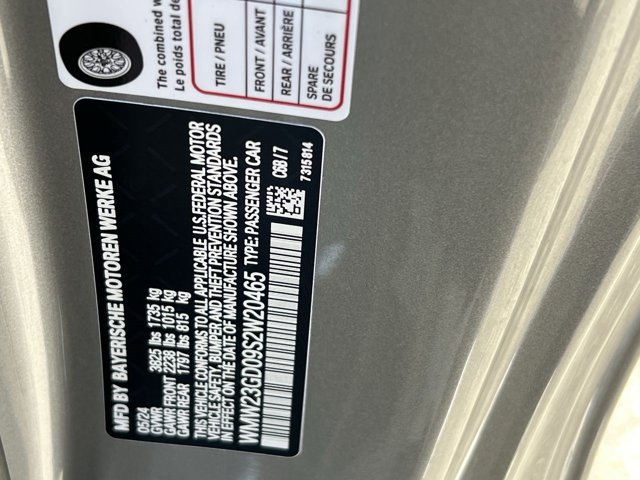 The combined w
Le poids total d
TIRE / PNEU
FRONT / AVANT
REAR / ARRIÈRE
SPARE
DE SECOURS
MFD BY BAYERISCHE MOTOREN WERKE AG
05/24
GVWR 3825 lbs 1735 kg
GAWR FRONT 2238 lbs 1015 kg
GAWR REAR 1797 lbs 815 kg
THIS VEHICLE CONFORMS TO ALL APPLICABLE U.S.FEDERAL MOTOR
VEHICLE SAFETY, BUMPER AND THEFT PREVENTION STANDARDS
IN EFFECT ON THE DATE OF MANUFACTURE SHOWN ABOVE.
WMW23GD09S2W20465 TYPE: PASSENGER CAR
C6B / 7
7315814